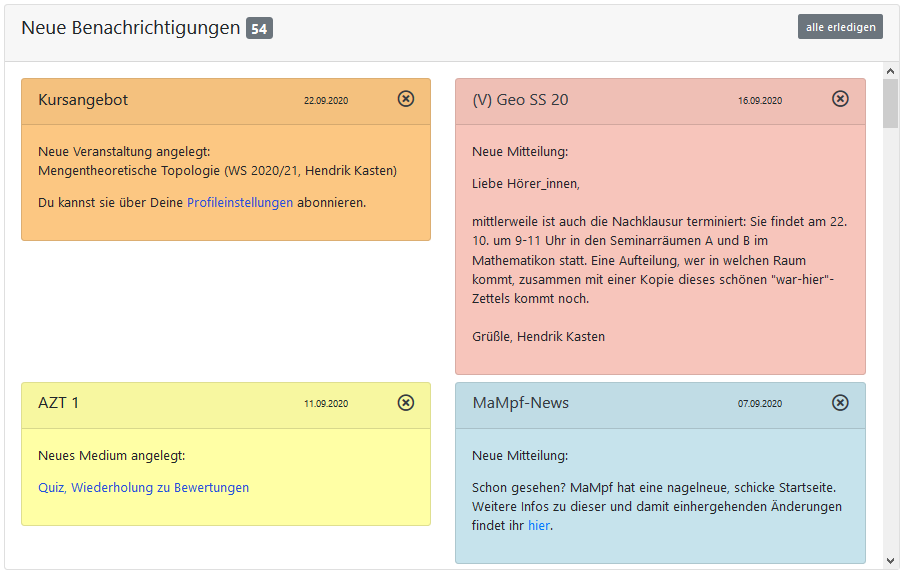 Neue Benachrichtigungen 54
alle erledigen
Kursangebot 22.09.2020
Neue Veranstaltung angelegt:
Mengentheoretische Topologie (WS 2020/21, Hendrik Kasten)
Du kannst sie über Deine Profileinstellungen abonnieren.
(V) Geo SS 20 16.09.2020
Neue Mitteilung:
Liebe Hörer_innen,
mittlerweile ist auch die Nachklausur terminiert: Sie findet am 22.
10. um 9-11 Uhr in den Seminarräumen A und B im
Mathematikon statt. Eine Aufteilung, wer in welchen Raum
kommt, zusammen mit einer Kopie dieses schönen "war-hier"-
Zettels kommt noch.
Grüßle, Hendrik Kasten
AZT 1 11.09.2020
Neues Medium angelegt:
Quiz, Wiederholung zu Bewertungen
MaMpf-News 07.09.2020
Neue Mitteilung:
Schon gesehen? MaMpf hat eine nagelneue, schicke Startseite.
Weitere Infos zu dieser und damit einhergehenden Änderungen
findet ihr hier.